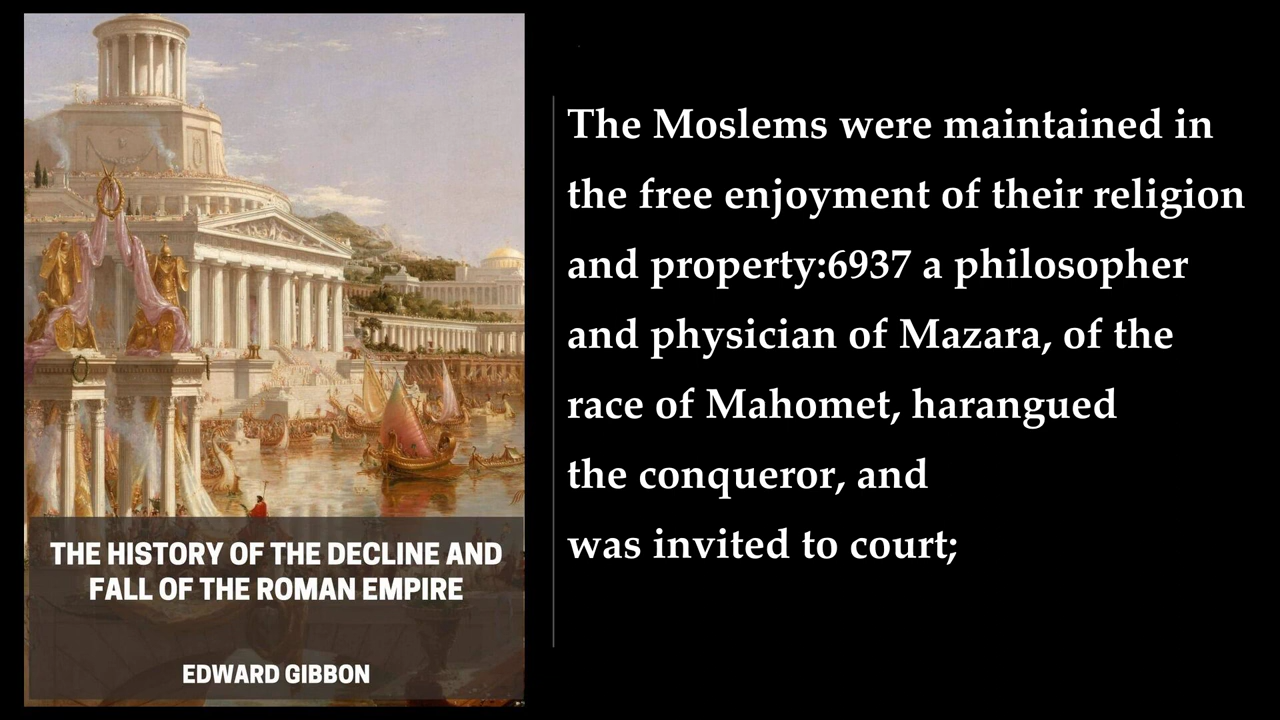 THE HISTORY OF THE DECLINE AND
FALL OF THE ROMAN EMPIRE
EDWARD GIBBON
The Moslems were maintained in
the free enjoyment of their religion
and property:6937 a philosopher
and physician of Mazara, of the
race of Mahomet, harangued
the conqueror, and
was invited to court;